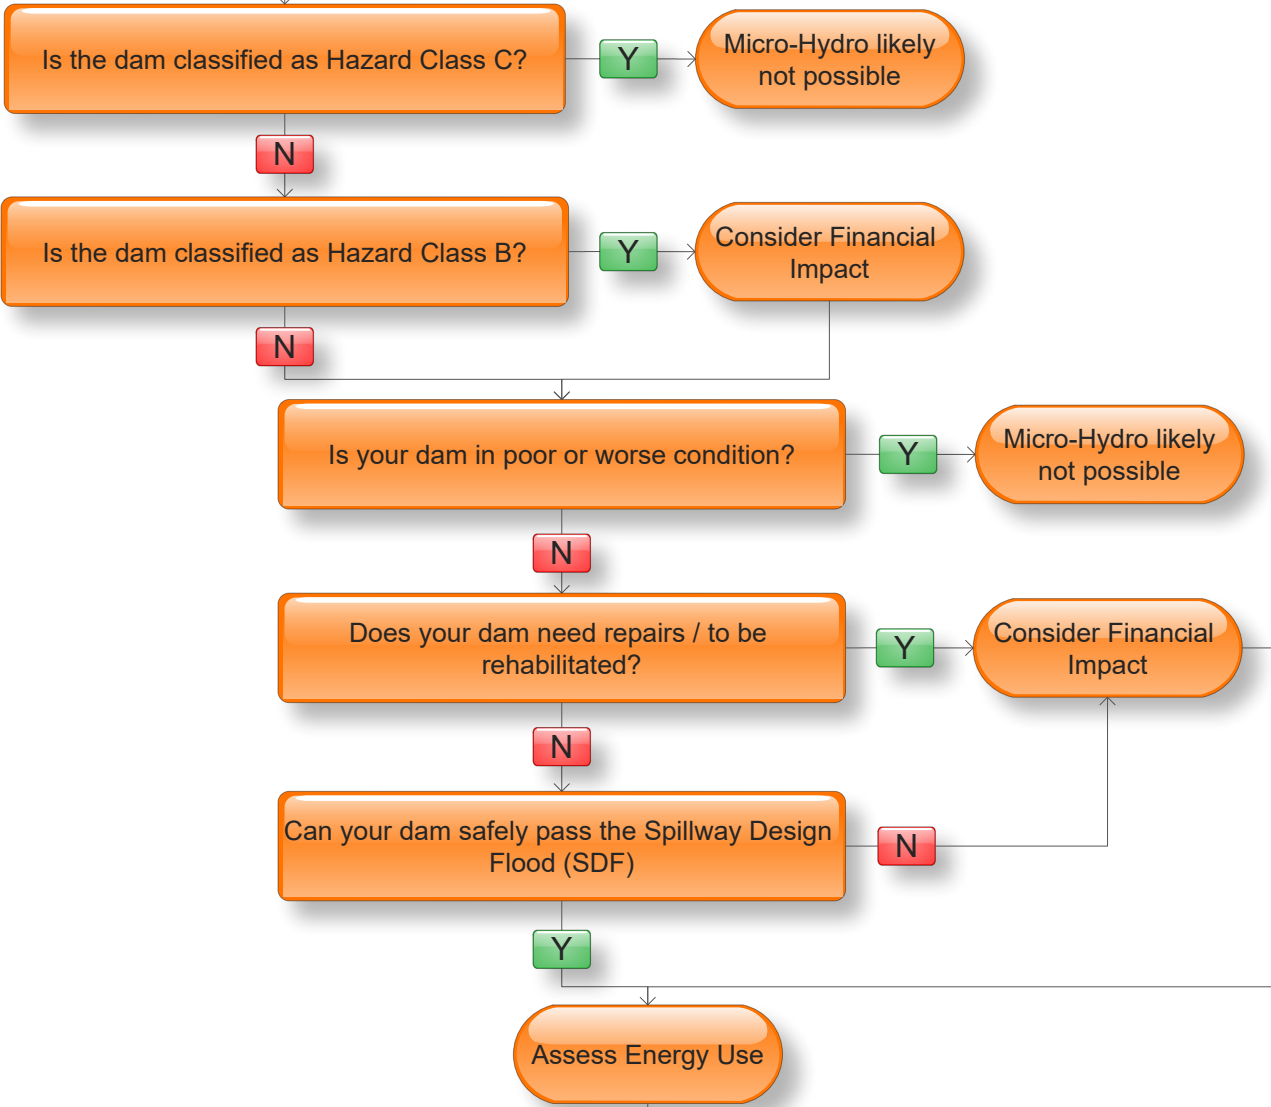 Is the dam classified as Hazard Class C?
Y
Micro-Hydro likely
not possible
N
Is the dam classified as Hazard Class B?
Y
Consider Financial
Impact
N
Is your dam in poor or worse condition?
Y
Micro-Hydro likely
not possible
N
Does your dam need repairs / to be
rehabilitated?
Y
Consider Financial
Impact
N
Can your dam safely pass the Spillway Design
Flood (SDF)
N
Y
Assess Energy Use